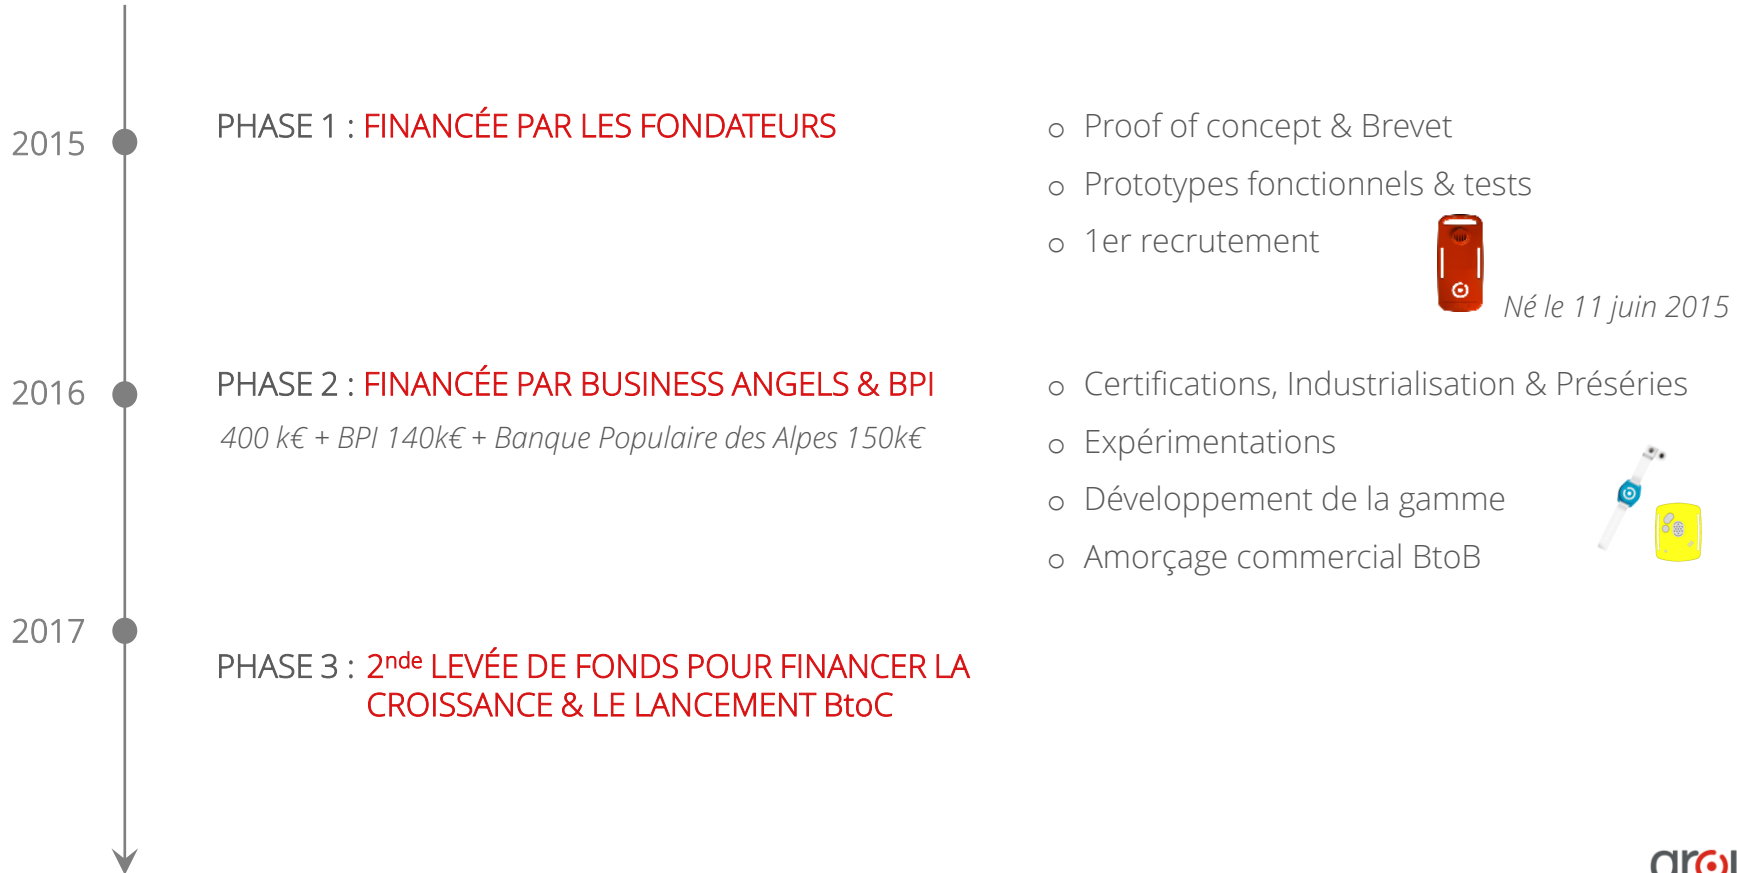 2015
PHASE 1 : FINANCÉE PAR LES FONDATEURS
o Proof of concept & Brevet
o Prototypes fonctionnels & tests
o 1er recrutement
Né le 11 juin 2015
2016
PHASE 2 : FINANCÉE PAR BUSINESS ANGELS & BPI
400 k€ + BPI 140k€ + Banque Populaire des Alpes 150k€
o Certifications, Industrialisation & Préséries
o Expérimentations
o Développement de la gamme
o Amorçage commercial BtoB
2017
PHASE 3 : 2nde LEVÉE DE FONDS POUR FINANCER LA
CROISSANCE & LE LANCEMENT BtoC